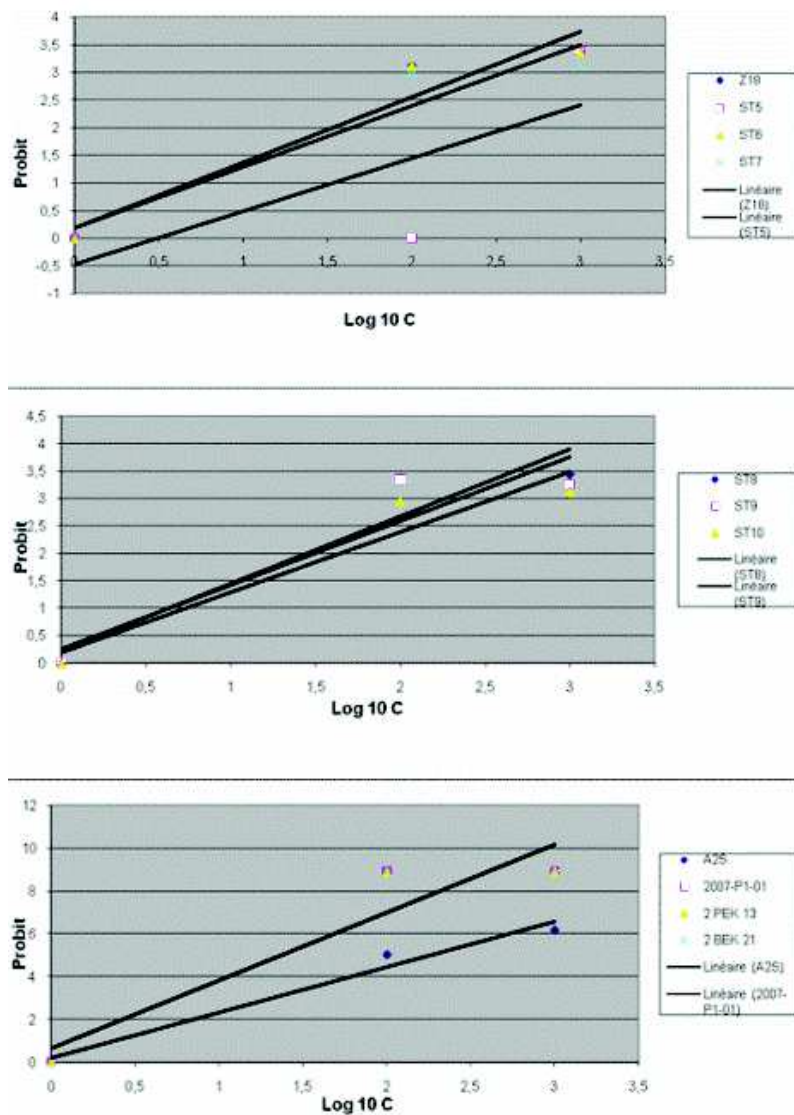 4
3,5
3
2,5
2
1,5
1
0,5
0
-0,5
-1
Probit
0,5 1 1,5 2 2,5 3 3,5
Log 10 C
ST5
ST6
ST7
Linéaire
Linéaire
(ST5)
4,5
4
3,5
3
2,5
2
1,5
1
0,5
0
Probit
0 0,5 1 1,5 2 2,5 3 3,5
Log 10 C
ST8
ST9
ST10
Linéaire
(ST8)
Linéaire
(ST9)
12
10
8
6
4
2
0
Probit
0 0,5 1 1,5 2 2,5 3 3,5
Log 10 C
A25
2007-P1-01
2 PEK 13
2 BEK 21
Linéaire (A25)
Linéaire (2007-
P1-01)